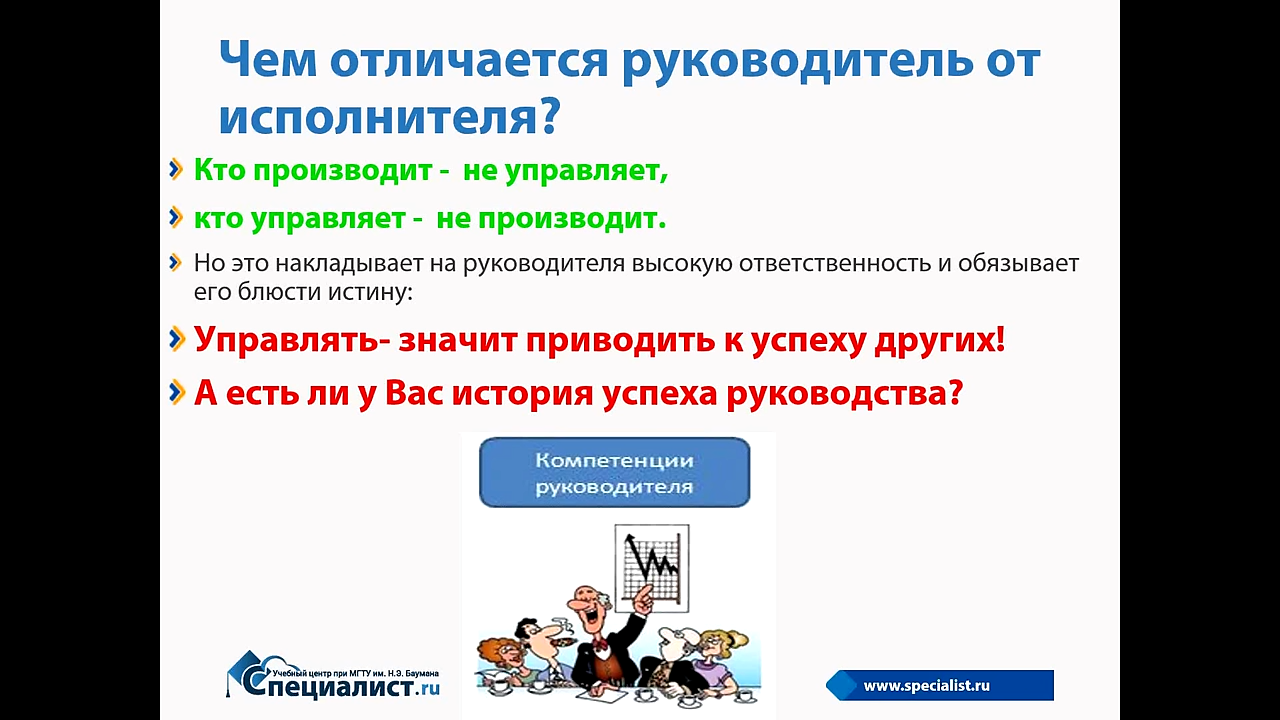 Чем отличается руководитель от
исполнителя?
Кто производит - не управляет,
кто управляет - не производит.
Но это накладывает на руководителя высокую ответственность и обязывает
его блюсти истину:
Управлять- значит приводить к успеху других!
А есть ли у Вас история успеха руководства?
Компетенции
руководителя
Учебный центр при МГТУ им. Н.Э. Баумана
Специалист.ru
www.specialist.ru